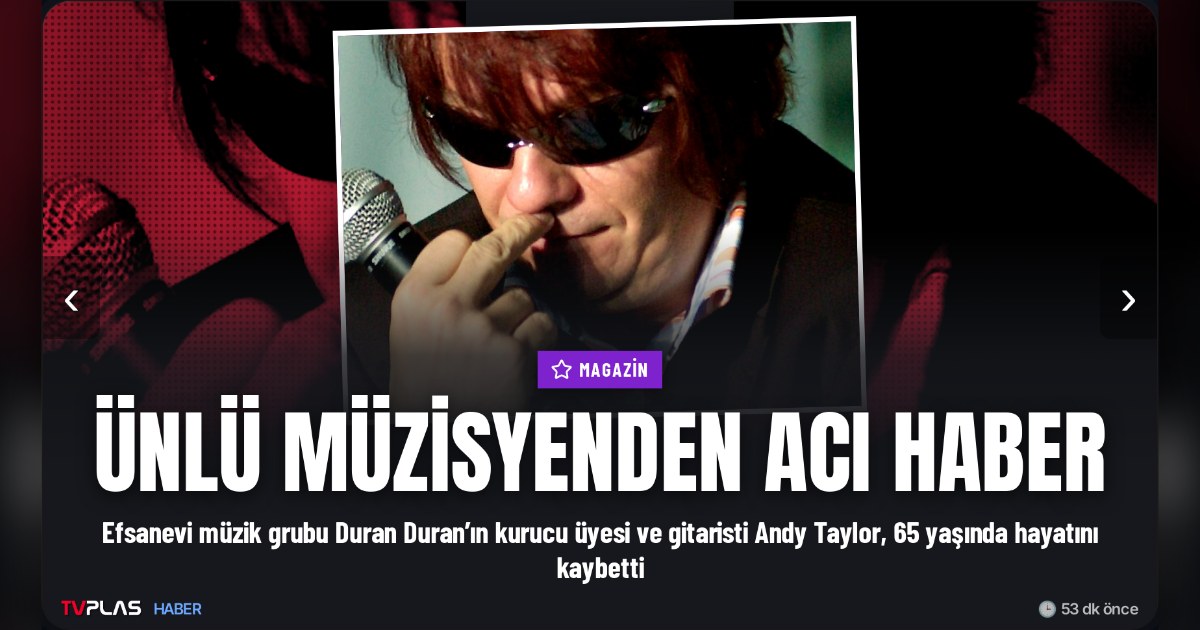 MAGAZİN
ÜNLÜ MÜZİSYENDEN ACI HABER
Efsanevi müzik grubu Duran Duran’ın kurucu üyesi ve gitaristi Andy Taylor, 65 yaşında hayatını
kaybetti
TVPLAS HABER
53 dk önce